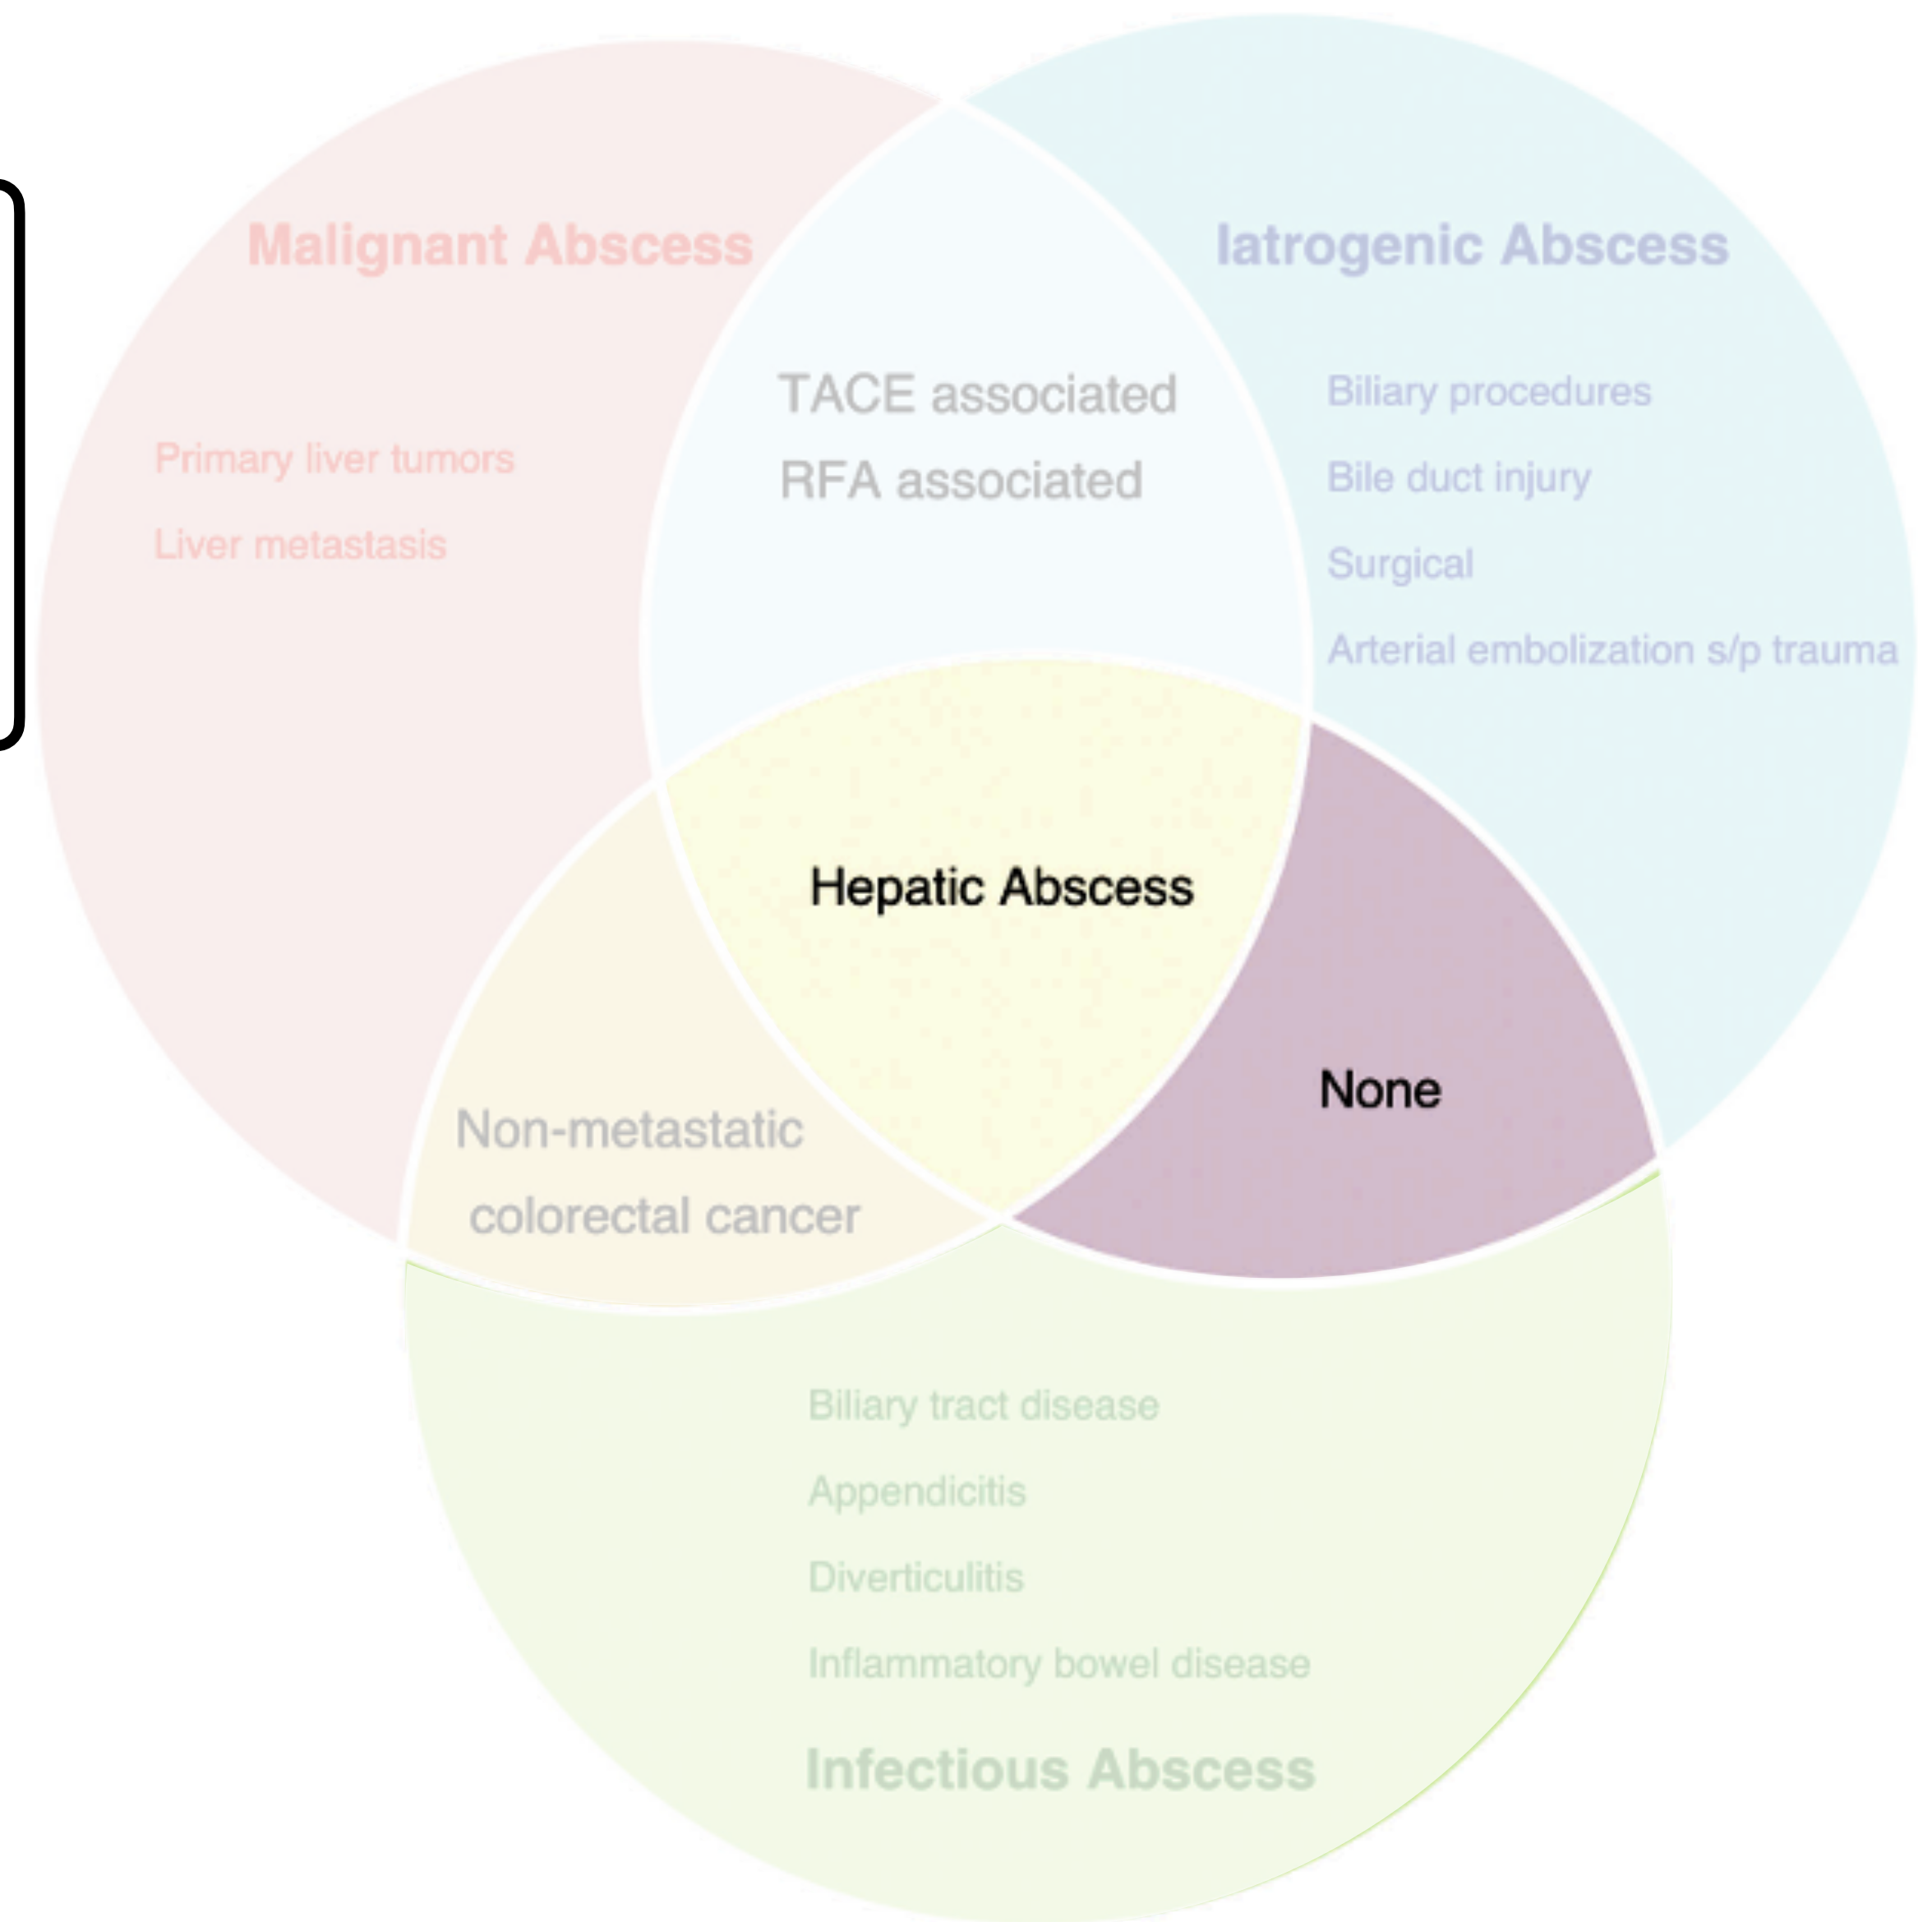 Malignant Abscess
Primary liver tumors
Liver metastasis
TACE associated
RFA associated
Iatrogenic Abscess
Biliary procedures
Bile duct injury
Surgical
Arterial embolization s/p trauma
Hepatic Abscess
None
Non-metastatic
colorectal cancer
Biliary tract disease
Appendicitis
Diverticulitis
Inflammatory bowel disease
Infectious Abscess